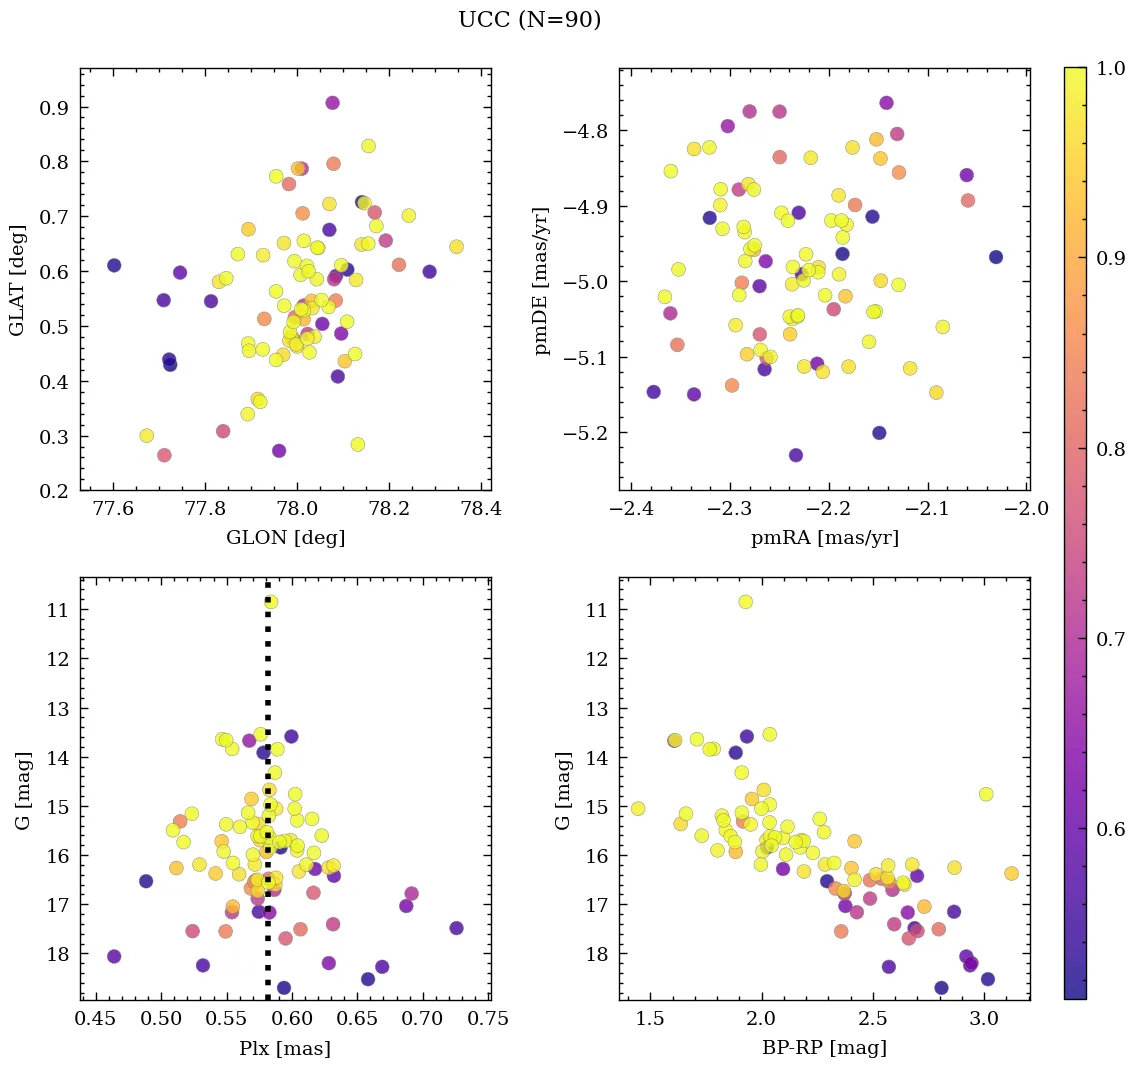 UCC (N=90)
0.9
0.8
0.7
0.6
0.5
0.4
0.3
0.2
GLAT [deg]
77.6 77.8 78.0 78.2 78.4
GLON [deg]
−4.8
−4.9
−5.0
−5.1
−5.2
pmDE [mas/yr]
−2.4 −2.3 −2.2 −2.1 −2.0
pmRA [mas/yr]
1.0
0.9
0.8
0.7
0.6
11
12
13
14
15
16
17
18
G [mag]
0.45 0.50 0.55 0.60 0.65 0.70 0.75
Plx [mas]
11
12
13
14
15
16
17
18
G [mag]
1.5 2.0 2.5 3.0
BP-RP [mag]